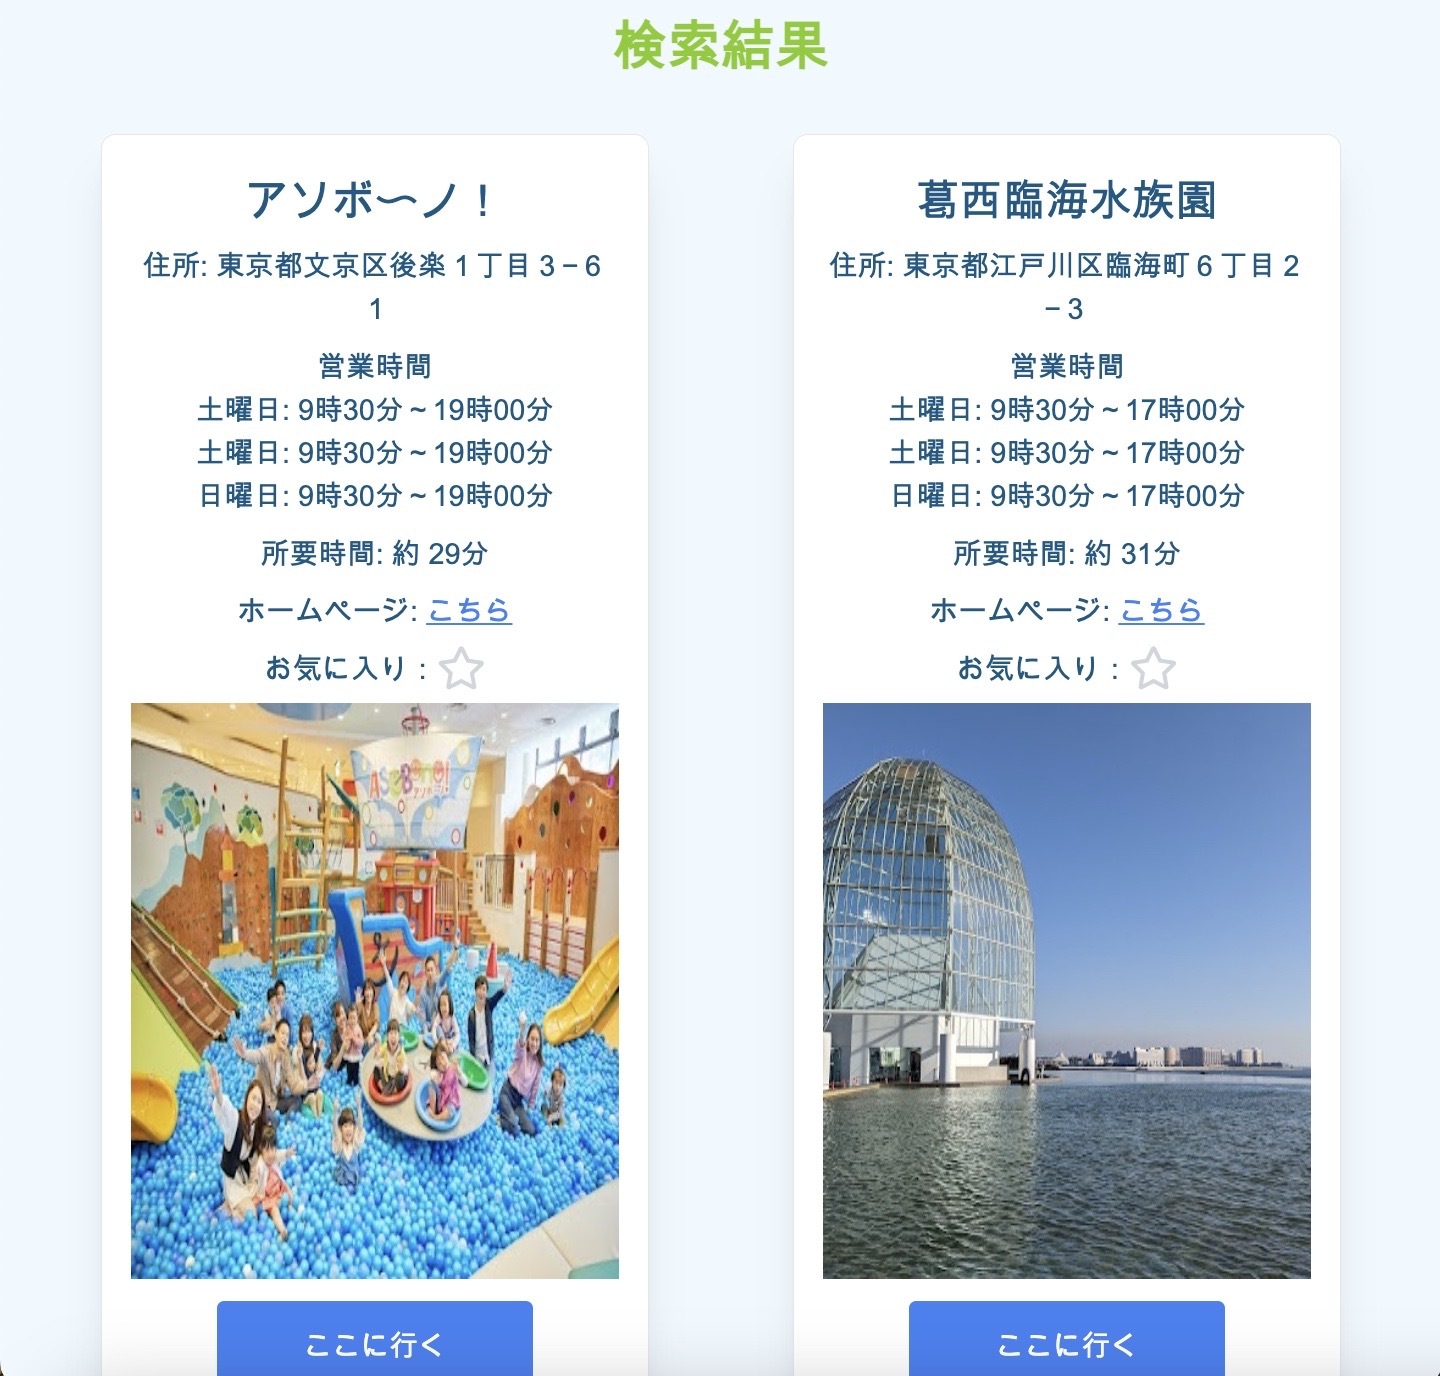 検索結果
アソボ〜ノ！
住所: 東京都文京区後楽１丁目３−６
１
営業時間
土曜日: 9時30分～19時00分
土曜日: 9時30分～19時00分
日曜日: 9時30分～19時00分
所要時間: 約 29分
ホームページ: こちら
お気に入り :
ASOBono!
アソボ〜ノ!
ここに行く
葛西臨海水族園
住所: 東京都江戸川区臨海町６丁目２
−３
営業時間
土曜日: 9時30分～17時00分
土曜日: 9時30分～17時00分
日曜日: 9時30分～17時00分
所要時間: 約 31分
ホームページ: こちら
お気に入り :
ここに行く